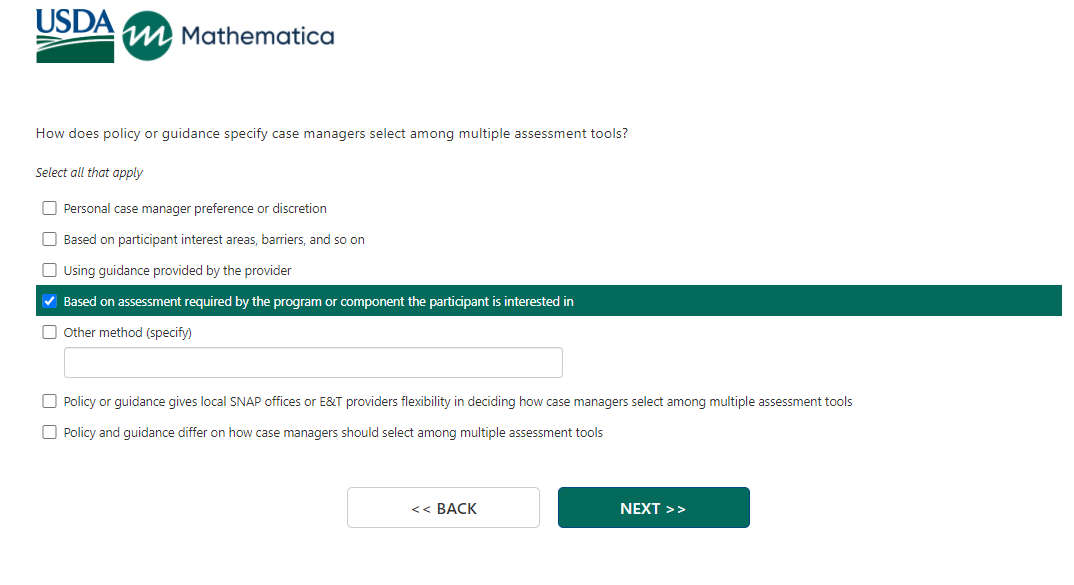 USDA
m Mathematica
How does policy or guidance specify case managers select among multiple assessment tools?
Select all that apply
Personal case manager preference or discretion
Based on participant interest areas, barriers, and so on
Using guidance provided by the provider
Based on assessment required by the program or component the participant is interested in
Other method (specify)
Policy or guidance gives local SNAP offices or E&T providers flexibility in deciding how case managers select among multiple assessment tools
Policy and guidance differ on how case managers should select among multiple assessment tools
<< BACK
NEXT >>